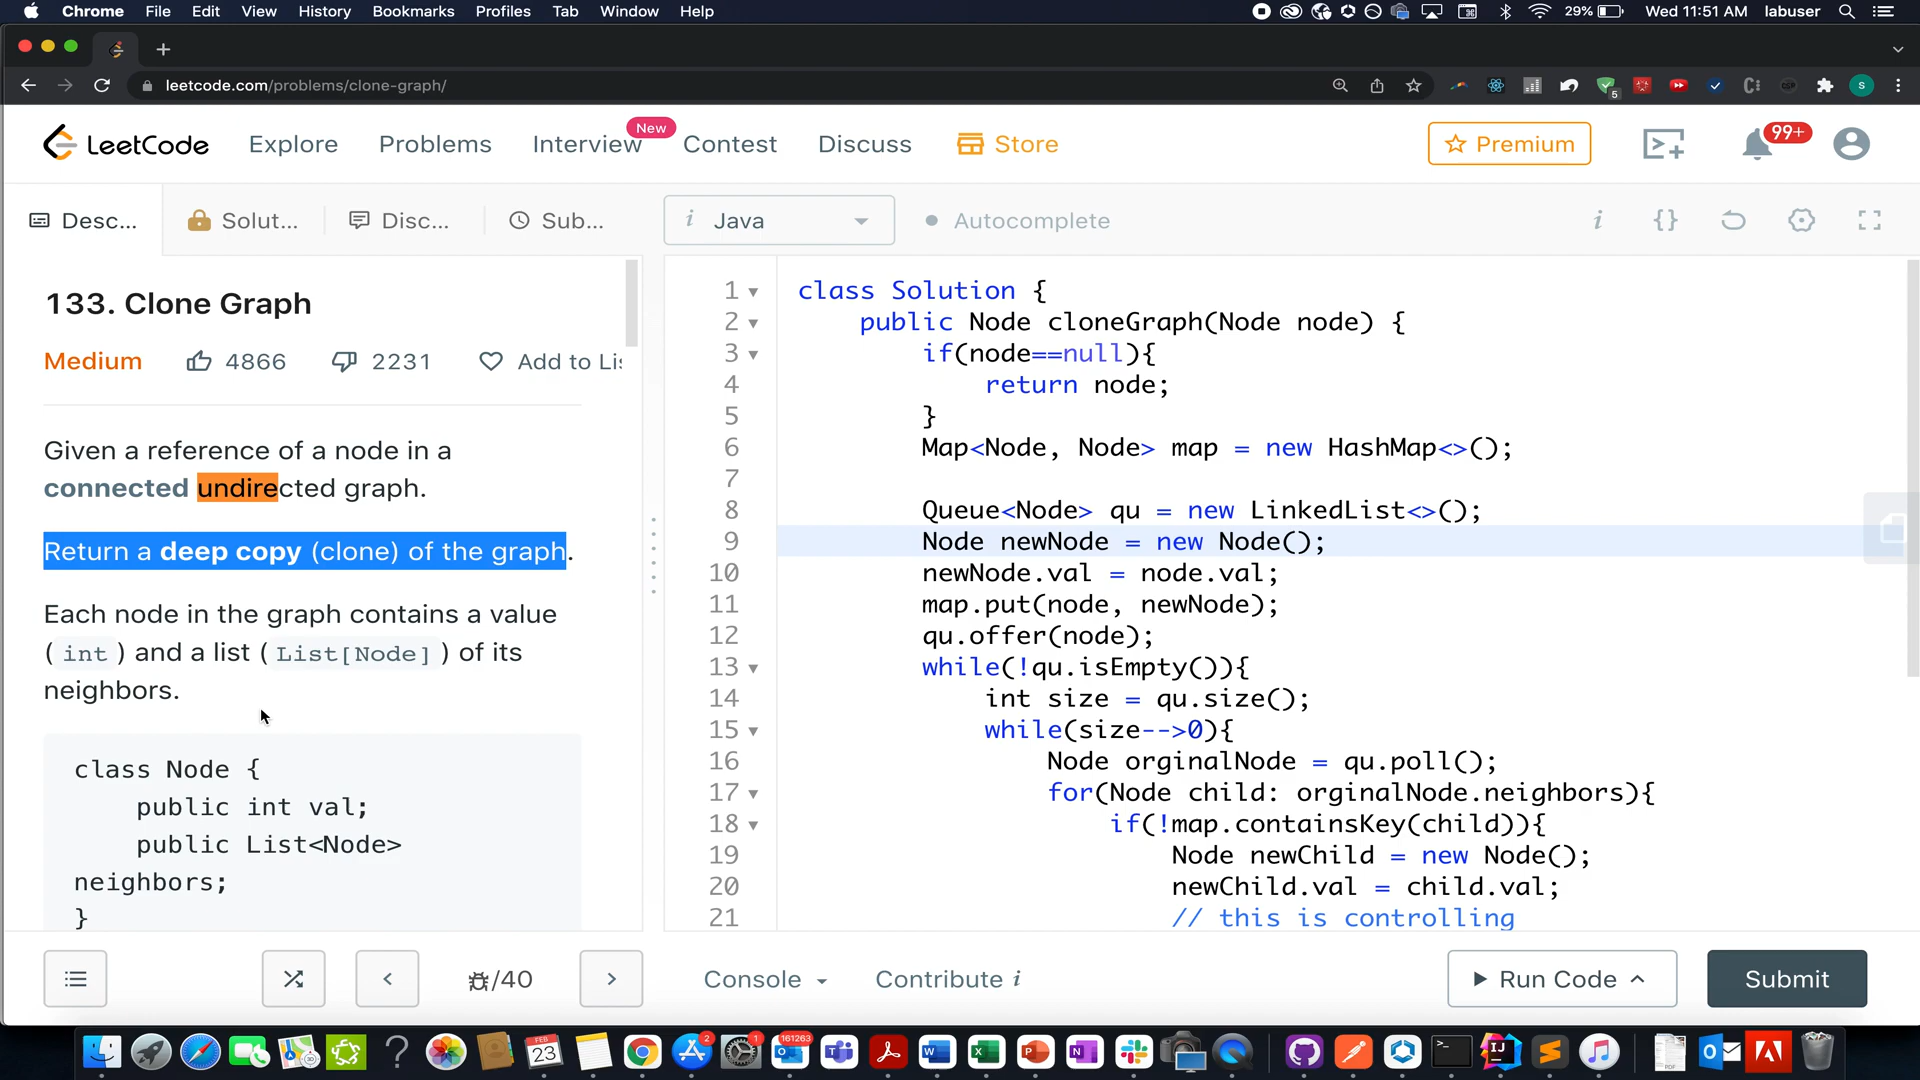 Chrome File Edit View History Bookmarks Profiles Tab Window Help 29% Wed 11:51 AM labuser
leetcode.com/problems/clone-graph/ 5 S
LeetCode Explore Problems Interview New Contest Discuss Store Premium 99+
Desc... Solut... Disc... Sub... i Java Autocomplete i {}
133. Clone Graph
Medium 4866 2231 Add to Lis
Given a reference of a node in a
connected undirected graph.
Return a deep copy (clone) of the graph.
Each node in the graph contains a value
( int ) and a list ( List[Node] ) of its
neighbors.
class Node {
public int val;
public List<Node>
neighbors;
}
1 class Solution {
2 public Node cloneGraph(Node node) {
3 if(node==null){
4 return node;
5 }
6 Map<Node, Node> map = new HashMap<>();
7
8 Queue<Node> qu = new LinkedList<>();
9 Node newNode = new Node();
10 newNode.val = node.val;
11 map.put(node, newNode);
12 qu.offer(node);
13 while(!qu.isEmpty()){
14 int size = qu.size();
15 while(size-->0){
16 Node orginalNode = qu.poll();
17 for(Node child: orginalNode.neighbors){
18 if(!map.containsKey(child)){
19 Node newChild = new Node();
20 newChild.val = child.val;
21 // this is controlling
/40 Console Contribute i Run Code Submit
FEB 23 2 1 161263